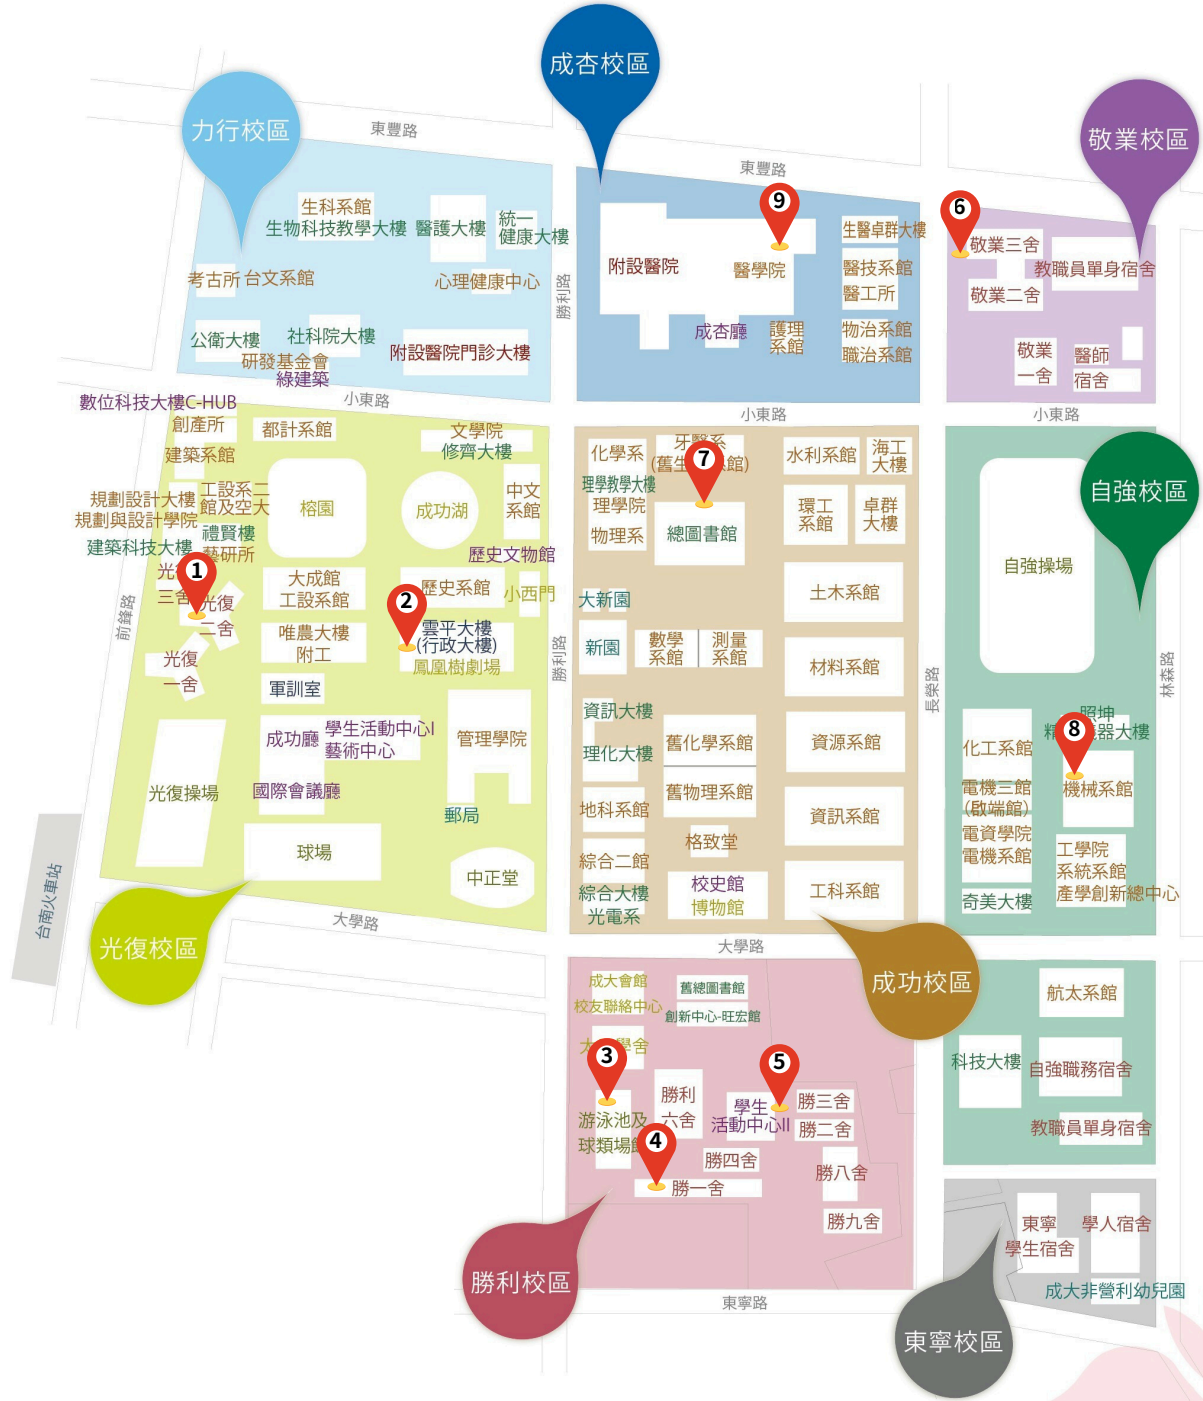 成杏校區
力行校區
敬業校區
東豐路
東豐路
生科系館
生物科技教學大樓
醫護大樓
統一
健康大樓
考古所
台文系館
心理健康中心
公衛大樓
社科院大樓
研發基金會
綠建築
附設醫院門診大樓
勝利路
9
附設醫院
醫學院
生醫卓群大樓
醫技系館
醫工所
成杏廳
護理
系館
物治系館
職治系館
6
敬業三舍
教職員單身宿舍
敬業二舍
敬業
一舍
醫師
宿舍
小東路
小東路
小東路
數位科技大樓C-HUB
創產所
都計系館
文學院
修齊大樓
建築系館
規劃設計大樓
規劃與設計學院
工設系二
館及空大
榕園
成功湖
中文
系館
建築科技大樓
禮賢樓
藝研所
歷史文物館
光復
三舍
1
光復
二舍
大成館
工設系館
歷史系館
小西門
2
雲平大樓
(行政大樓)
鳳凰樹劇場
唯農大樓
附工
光復
一舍
軍訓室
前鋒路
勝利路
成功廳
學生活動中心I
藝術中心
管理學院
光復操場
國際會議廳
郵局
球場
中正堂
台南火車站
光復校區
大學路
化學系
牙醫系
7
水利系館
海工
大樓
理學教學大樓
理學院
物理系
總圖書館
環工
系館
卓群
大樓
大新園
土木系館
新園
數學
系館
測量
系館
材料系館
長榮路
資訊大樓
理化大樓
舊化學系館
資源系館
地科系館
舊物理系館
資訊系館
格致堂
綜合二館
綜合大樓
光電系
校史館
博物館
工科系館
大學路
成功校區
自強校區
自強操場
林森路
照坤
8
化工系館
機械系館
電機三館
(啟端館)
電資學院
電機系館
工學院
系統系館
產學創新總中心
奇美大樓
航太系館
科技大樓
自強職務宿舍
教職員單身宿舍
成大會館
校友聯絡中心
舊總圖書館
創新中心-旺宏館
3
5
游泳池及
勝利
六舍
學生
活動中心II
勝三舍
勝二舍
4
勝四舍
勝一舍
勝八舍
勝九舍
勝利校區
東寧路
東寧
學生宿舍
學人宿舍
成大非營利幼兒園
東寧校區